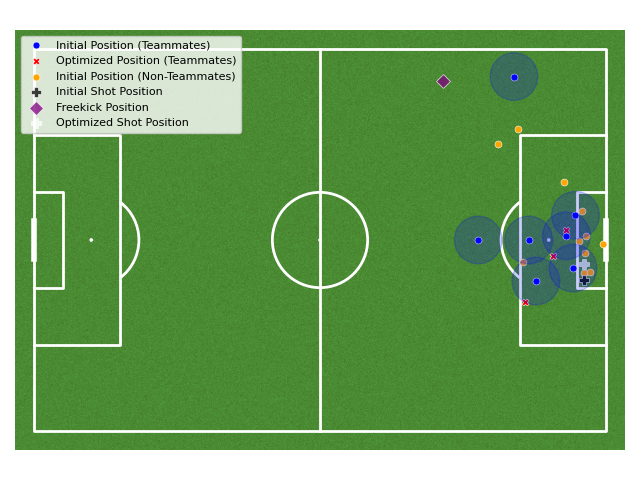 Initial Position (Teammates)
Optimized Position (Teammates)
Initial Position (Non-Teammates)
Initial Shot Position
Freekick Position
Optimized Shot Position